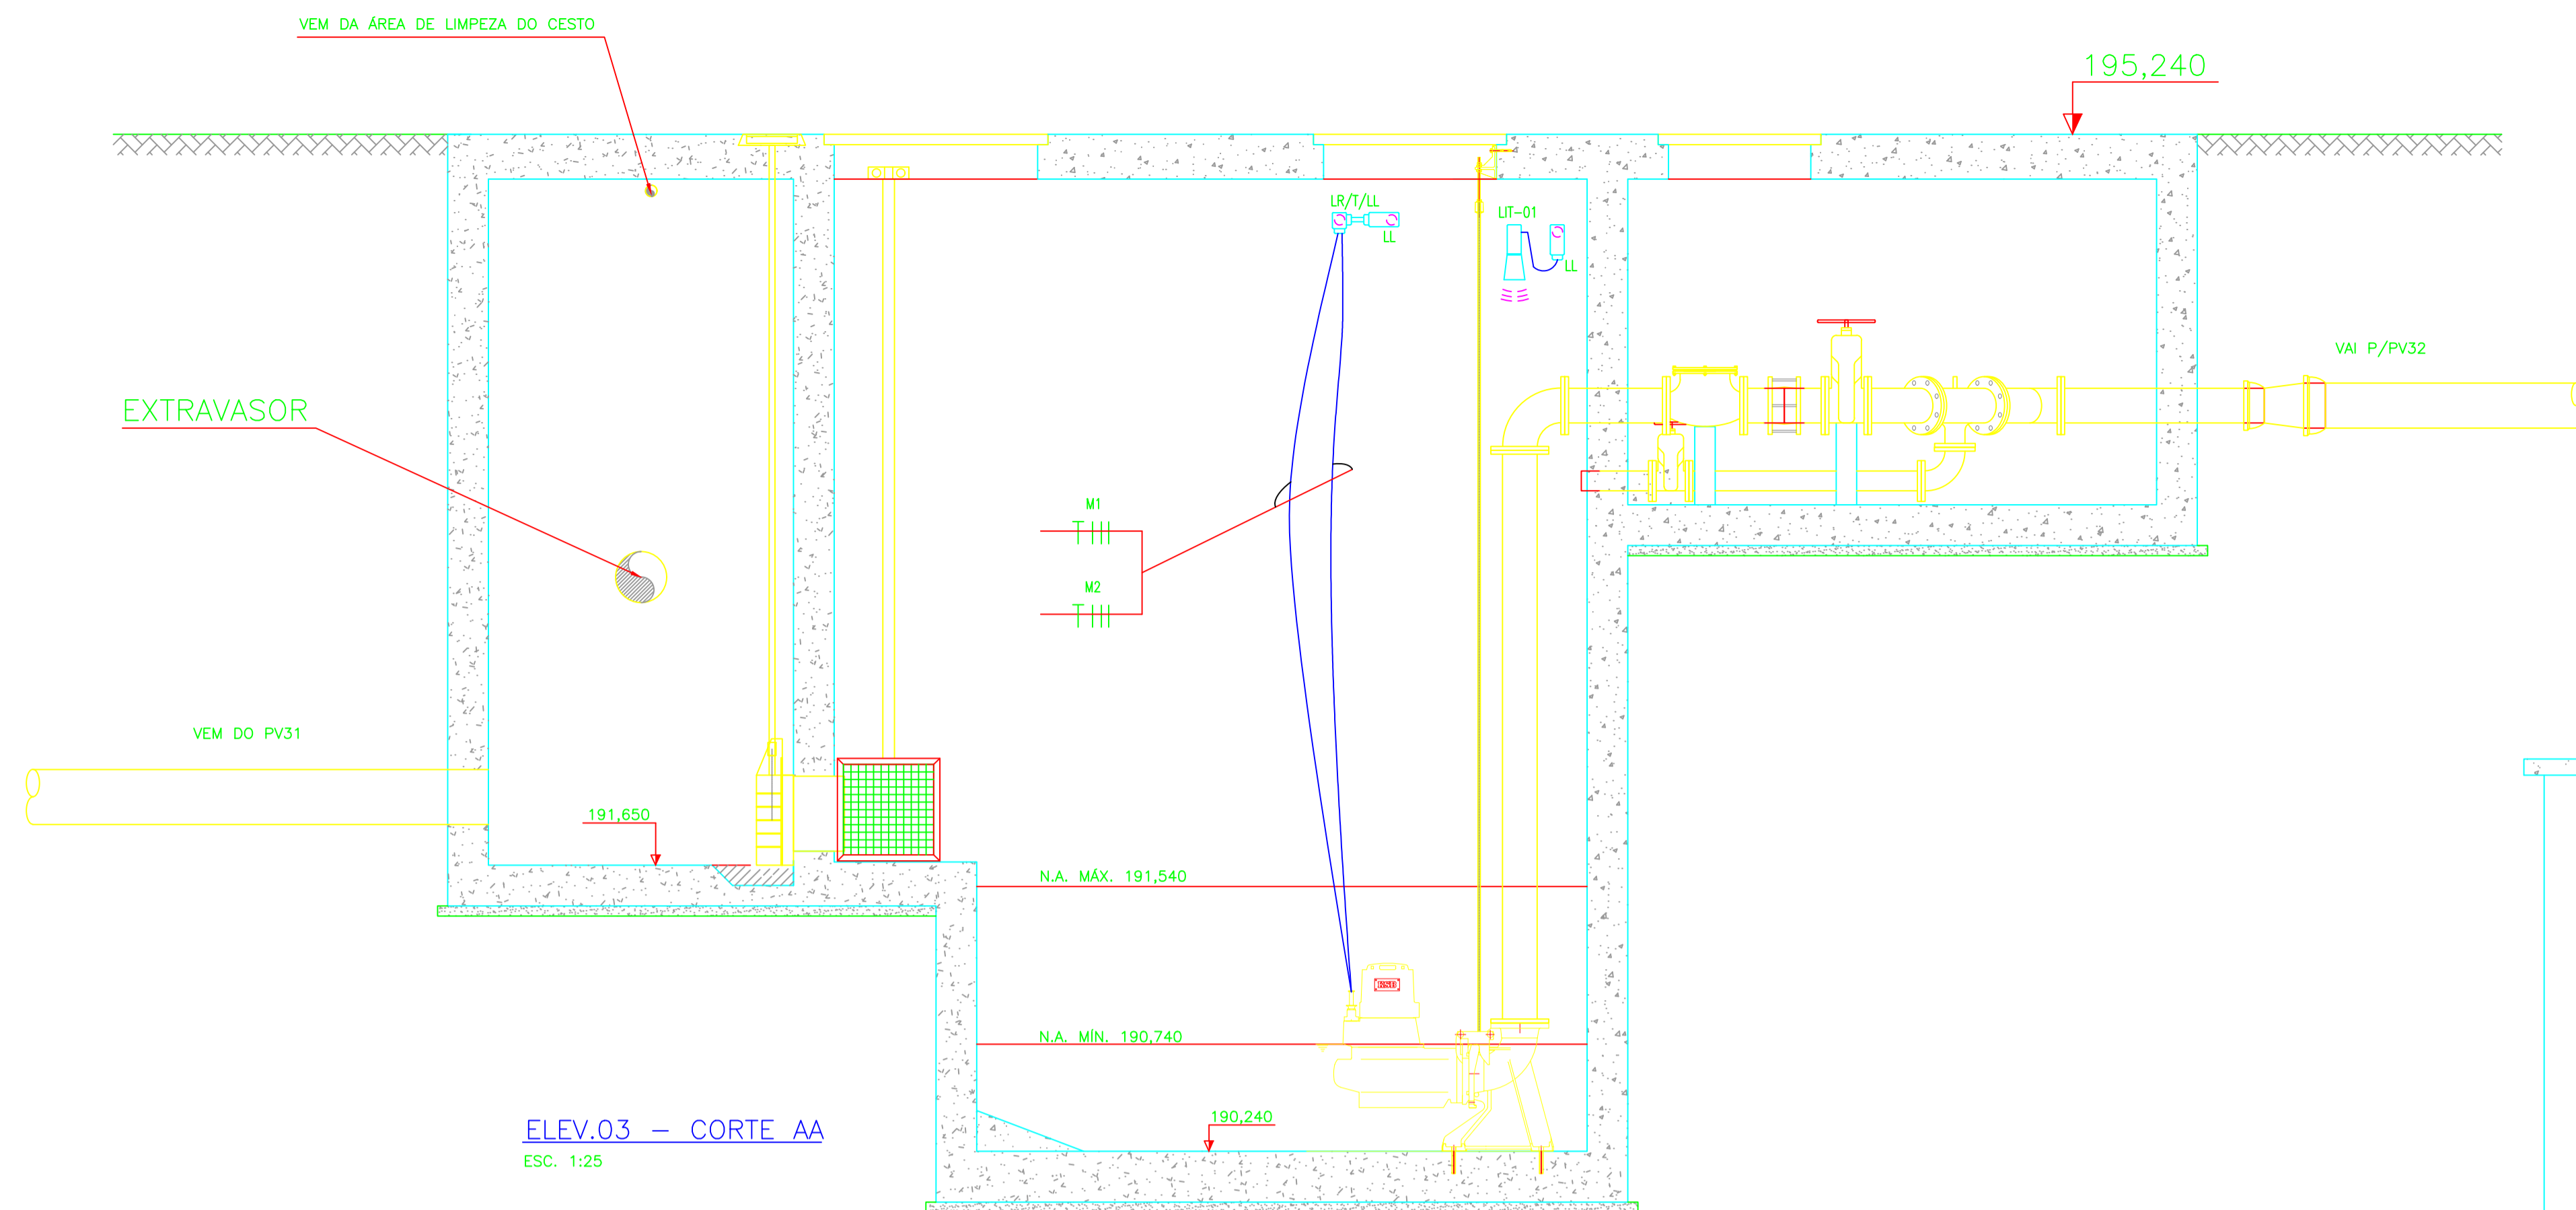 VEM DA ÁREA DE LIMPEZA DO CESTO
195,240
LR/T/LL
LL
LIT-01
LL
VAI P/PV32
EXTRAVASOR
M1
M2
VEM DO PV31
191,650
N.A. MÁX. 191,540
N.A. MÍN. 190,740
190,240
ELEV.03 - CORTE AA
ESC. 1:25